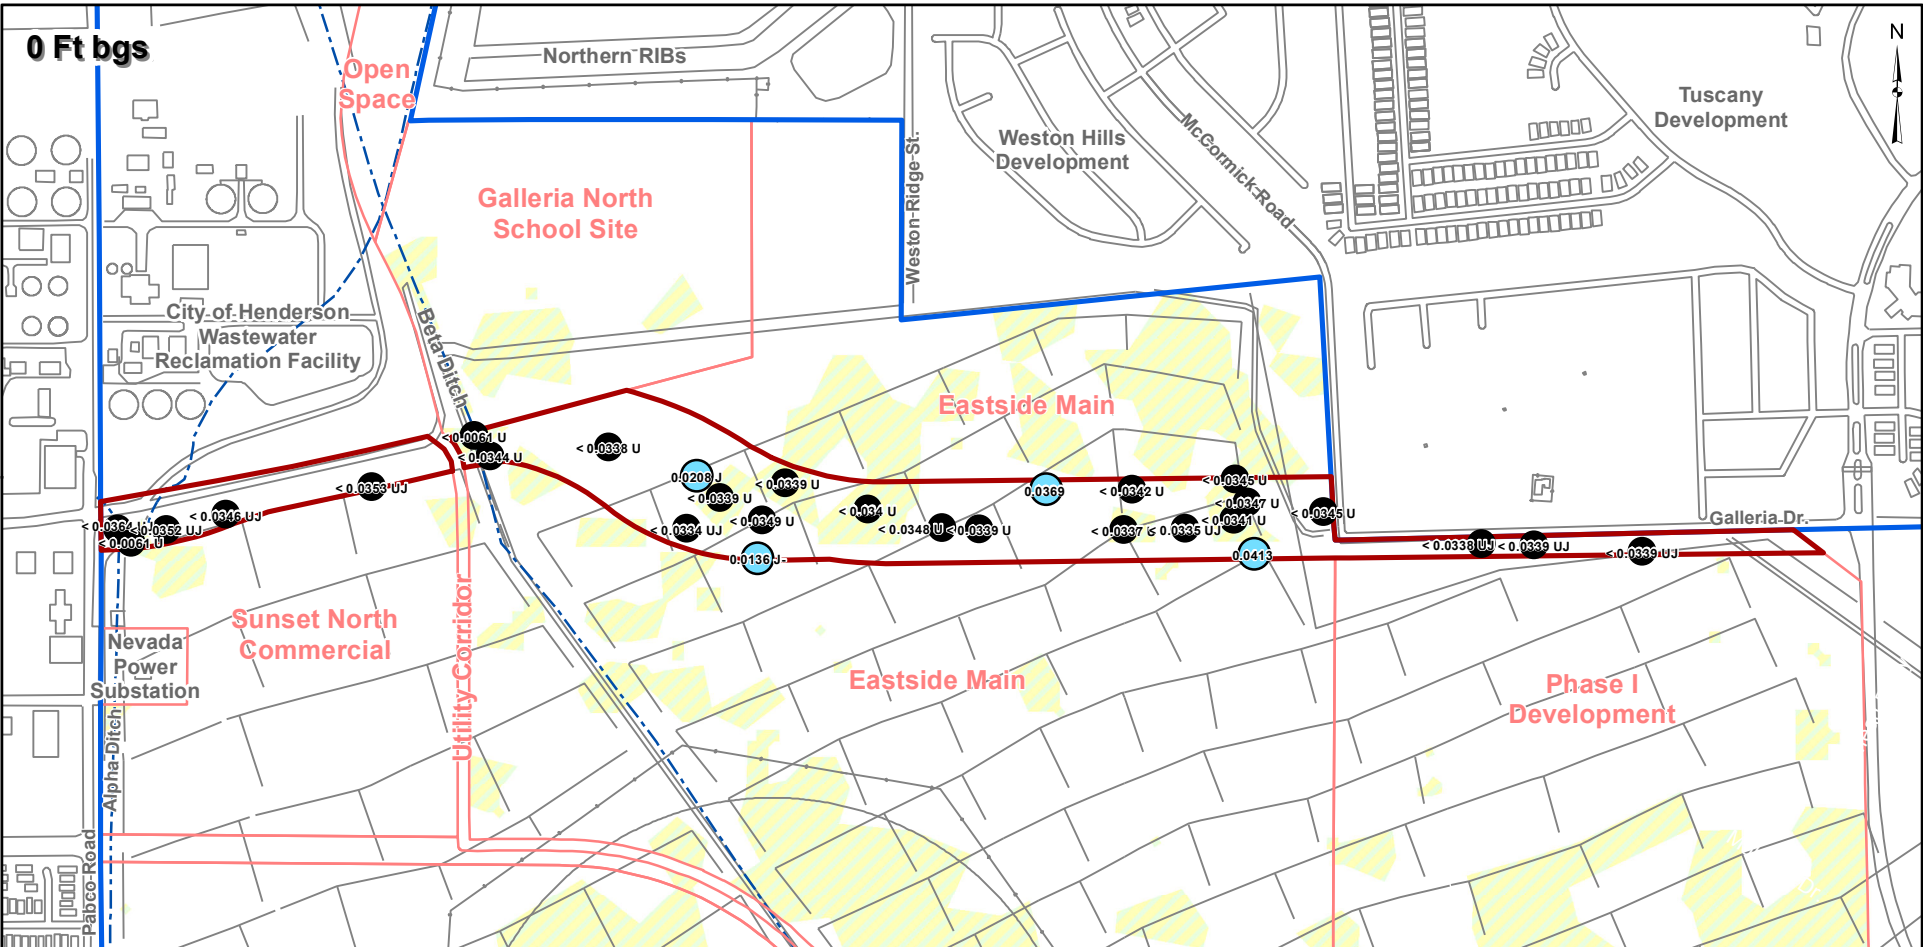 0 Ft bgs
N
Northern RIBs
Open
Space
Tuscany
Development
Weston Hills
Development
McCormick Road
Weston Ridge St.
Galleria North
School Site
City of Henderson
Wastewater
Reclamation Facility
Beta Ditch
Eastside Main
< 0.0061 U
< 0.0344 U
< 0.0338 U
0.0208 J
< 0.0339 U
< 0.0339 U
< 0.0349 U
< 0.0334 UJ
0.0136 J-
< 0.034 U
< 0.0348 U
< 0.0339 U
0.0369
< 0.0342 U
< 0.0345 U
< 0.0347 U
< 0.0341 U
< 0.0337
< 0.0335 UJ
0.0413
< 0.0345 U
< 0.0353 UJ
< 0.0346 UJ
< 0.0364
< 0.0352 UJ
< 0.0061 U
Galleria Dr.
< 0.0338 UJ
< 0.0339 UJ
< 0.0339 UJ
Sunset North
Commercial
Utility Corridor
Nevada
Power
Substation
Eastside Main
Phase I
Development
Alpha Ditch
Pabco Road